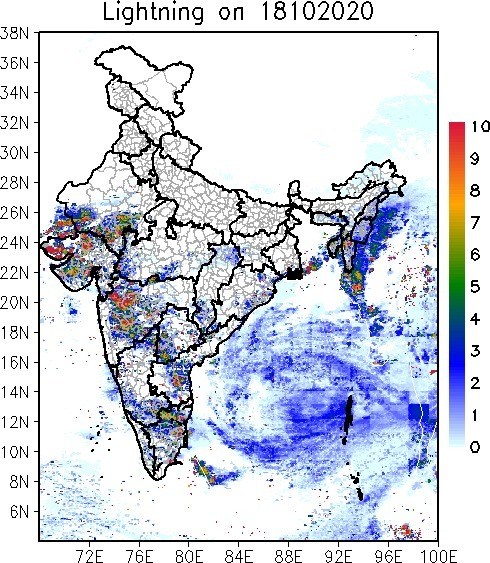 Lightning on 18102020
38N
36N
34N
32N
30N
28N
26N
24N
22N
20N
18N
16N
14N
12N
10N
8N
6N
72E 76E 80E 84E 88E 92E 96E 100E
10
9
8
7
6
5
4
3
2
1
0